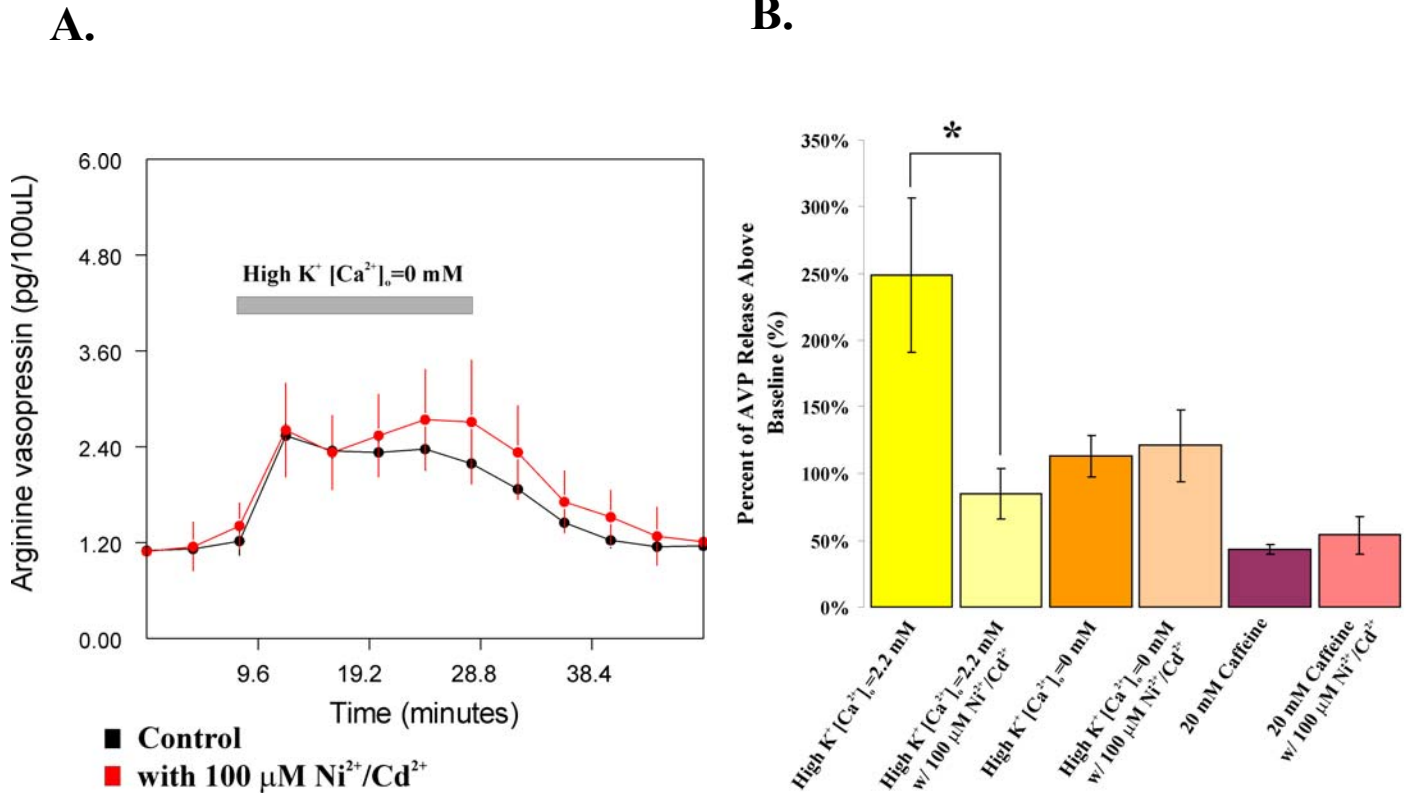 A.
6.00
4.80
3.60
2.40
1.20
0.00
Arginine vasopressin (pg/100uL)
High K⁺ [Ca²⁺]ₒ=0 mM
9.6 19.2 28.8 38.4
Time (minutes)
Control
with 100 μM Ni²⁺/Cd²⁺
B.
350%
300%
250%
200%
150%
100%
50%
0%
Percent of AVP Release Above
Baseline (%)
*
High K⁺ [Ca²⁺]ₒ=2.2 mM
High K⁺ [Ca²⁺]ₒ=2.2 mM
w/ 100 μM Ni²⁺/Cd²⁺
High K⁺ [Ca²⁺]ₒ=0 mM
High K⁺ [Ca²⁺]ₒ=0 mM
w/ 100 μM Ni²⁺/Cd²⁺
20 mM Caffeine
20 mM Caffeine
w/ 100 μM Ni²⁺/Cd²⁺